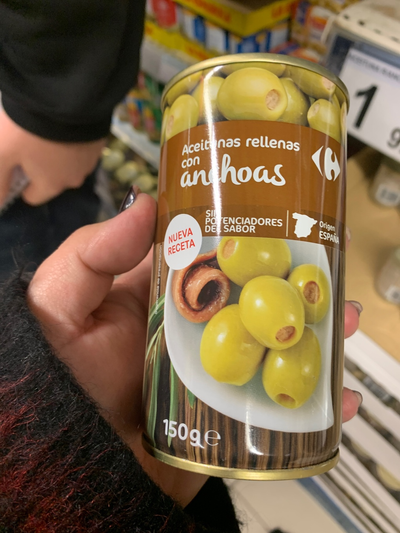 Aceitunas rellenas
con
anchoas
SIN
POTENCIADORES
DEL SABOR
Origen
ESPAÑA
NUEVA
RECETA
150g e
1